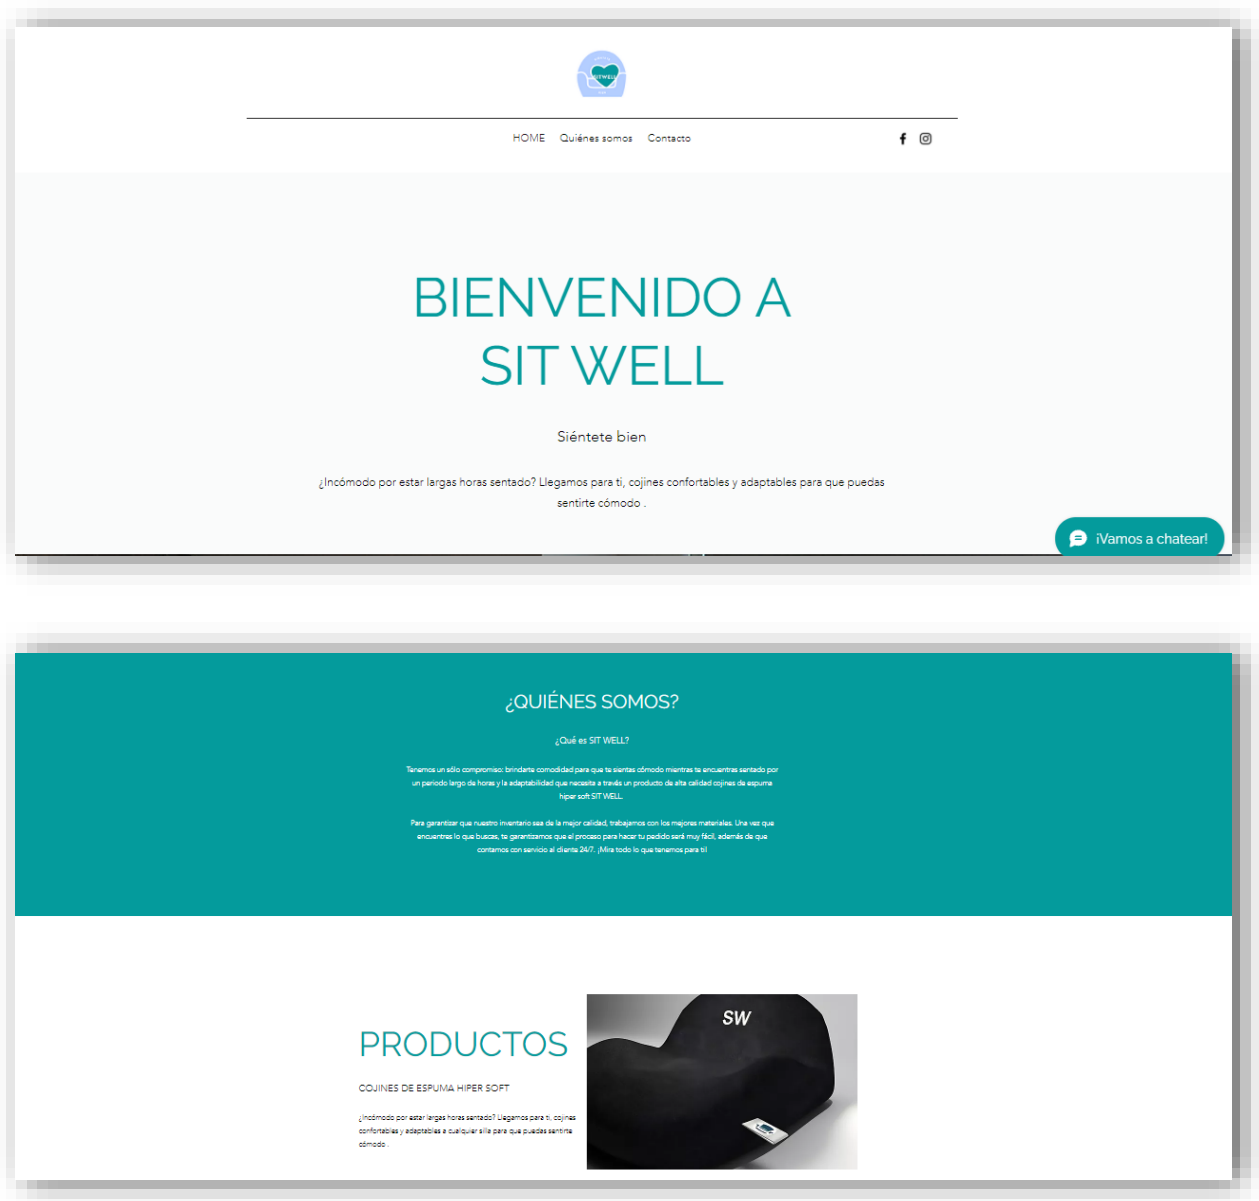 SITWELL
HOME Quiénes somos Contacto
BIENVENIDO A
SIT WELL
Siéntete bien
¿Incómodo por estar largas horas sentado? Llegamos para ti, cojines confortables y adaptables para que puedas
sentirte cómodo .
¡Vamos a chatear!
¿QUIÉNES SOMOS?
¿Qué es SIT WELL?
Tenemos un sólo compromiso: brindarte comodidad para que te sientas cómodo mientras te encuentras sentado por
un periodo largo de horas y la adaptabilidad que necesita a través un producto de alta calidad cojines de espuma
hiper soft SIT WELL.
Para garantizar que nuestro inventario sea de la mejor calidad, trabajamos con los mejores materiales. Una vez que
encuentres lo que buscas, te garantizamos que el proceso para hacer tu pedido será muy fácil, además de que
contamos con servicio al cliente 24/7. ¡Mira todo lo que tenemos para ti!
SW
PRODUCTOS
COJINES DE ESPUMA HIPER SOFT
¿Incómodo por estar largas horas sentado? Llegamos para ti, cojines
confortables y adaptables a cualquier silla para que puedas sentirte
cómodo .